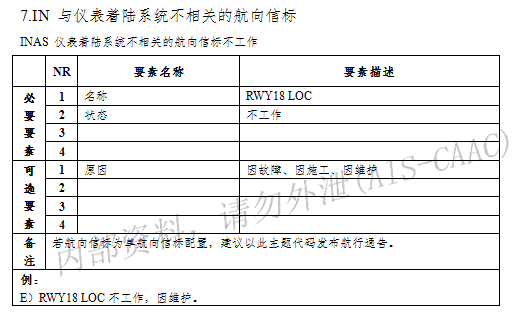 7.IN 与仪表着陆系统不相关的航向信标
INAS 仪表着陆系统不相关的航向信标不工作
NR 要素名称 要素描述
必要要素
1 名称 RWY18 LOC
2 状态 不工作
3
4
可选要素
1 原因 因故障、因施工、因维护
2
3
4
备注 若航向信标为单航向信标配置，建议以此主题代码发布航行通告。
例：
E）RWY18 LOC 不工作，因维护。
内部资料，请勿外泄(AIS-CAAC)